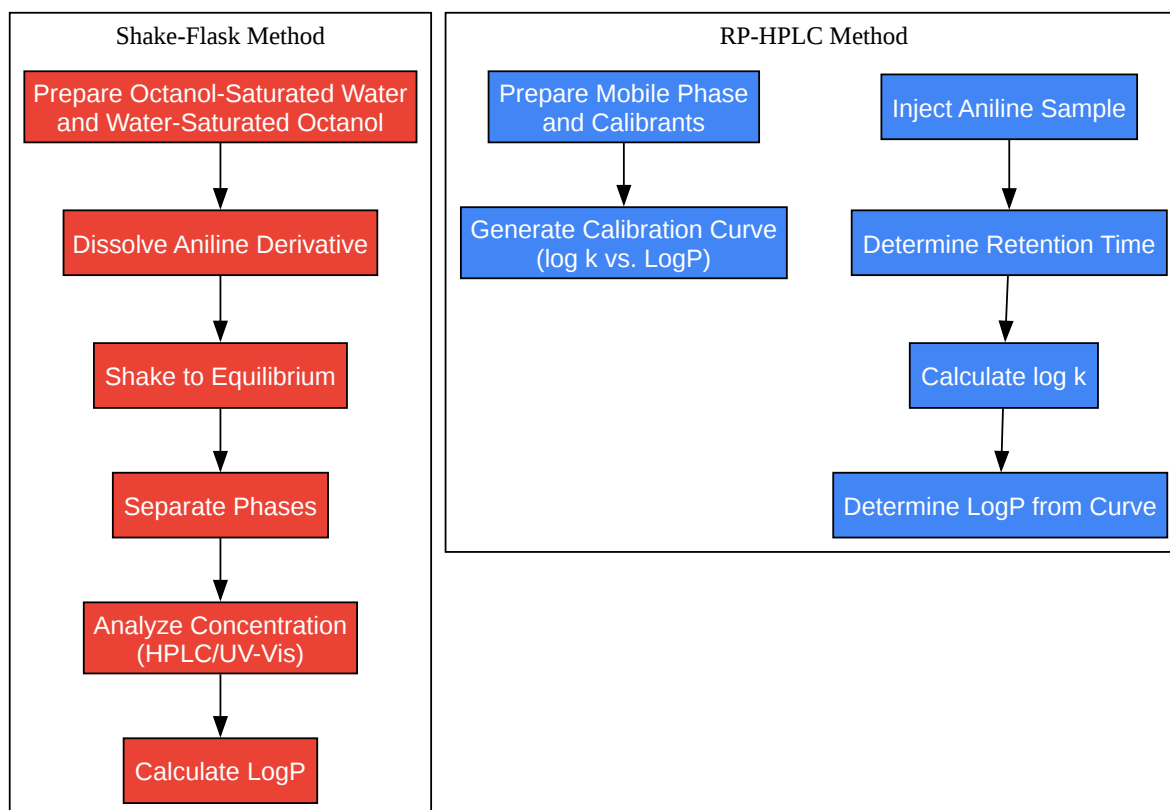 Shake-Flask Method
Prepare Octanol-Saturated Water
and Water-Saturated Octanol
Dissolve Aniline Derivative
Shake to Equilibrium
Separate Phases
Analyze Concentration
(HPLC/UV-Vis)
Calculate LogP
RP-HPLC Method
Prepare Mobile Phase
and Calibrants
Generate Calibration Curve
(log k vs. LogP)
Inject Aniline Sample
Determine Retention Time
Calculate log k
Determine LogP from Curve